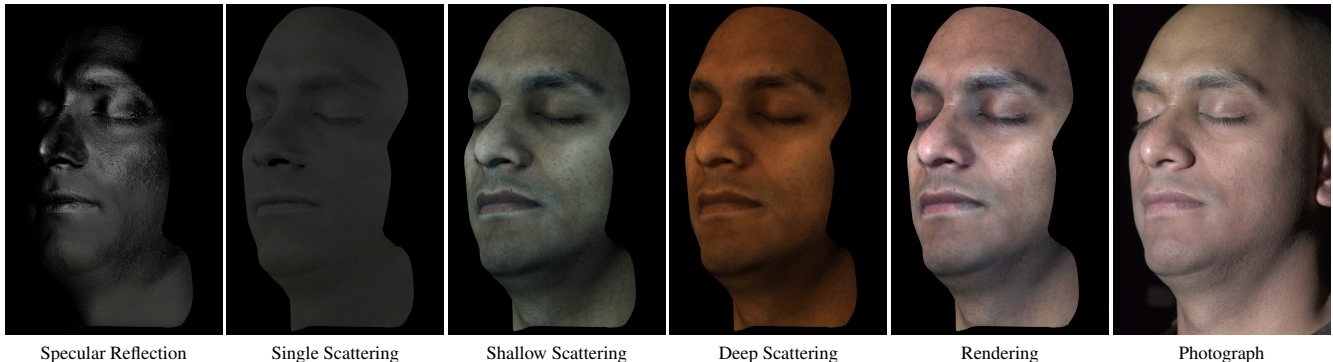 Specular Reflection
Single Scattering
Shallow Scattering
Deep Scattering
Rendering
Photograph